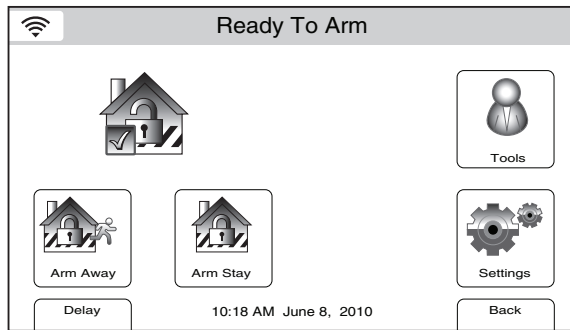 Ready To Arm
Tools
Arm Away
Arm Stay
Settings
Delay
10:18 AM June 8, 2010
Back